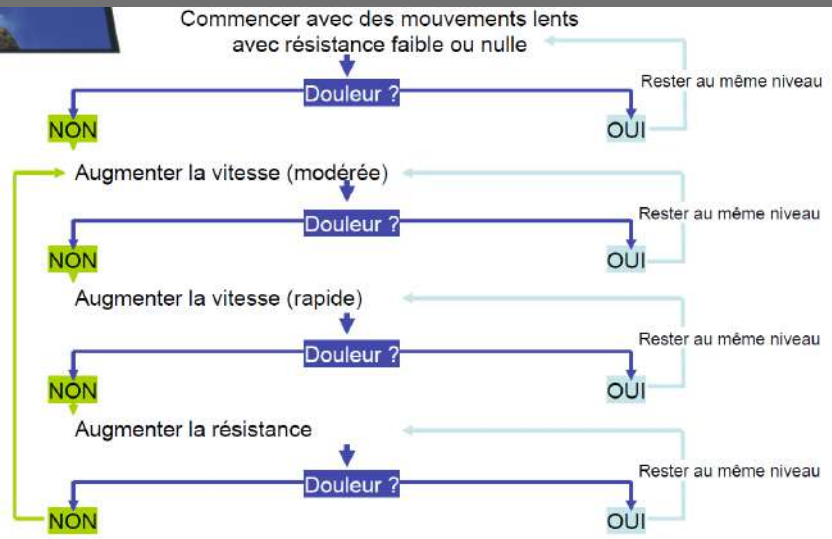 Commencer avec des mouvements lents
avec résistance faible ou nulle
Douleur ?
Rester au même niveau
NON
OUI
Augmenter la vitesse (modérée)
Douleur ?
Rester au même niveau
NON
OUI
Augmenter la vitesse (rapide)
Douleur ?
Rester au même niveau
NON
OUI
Augmenter la résistance
Douleur ?
Rester au même niveau
NON
OUI